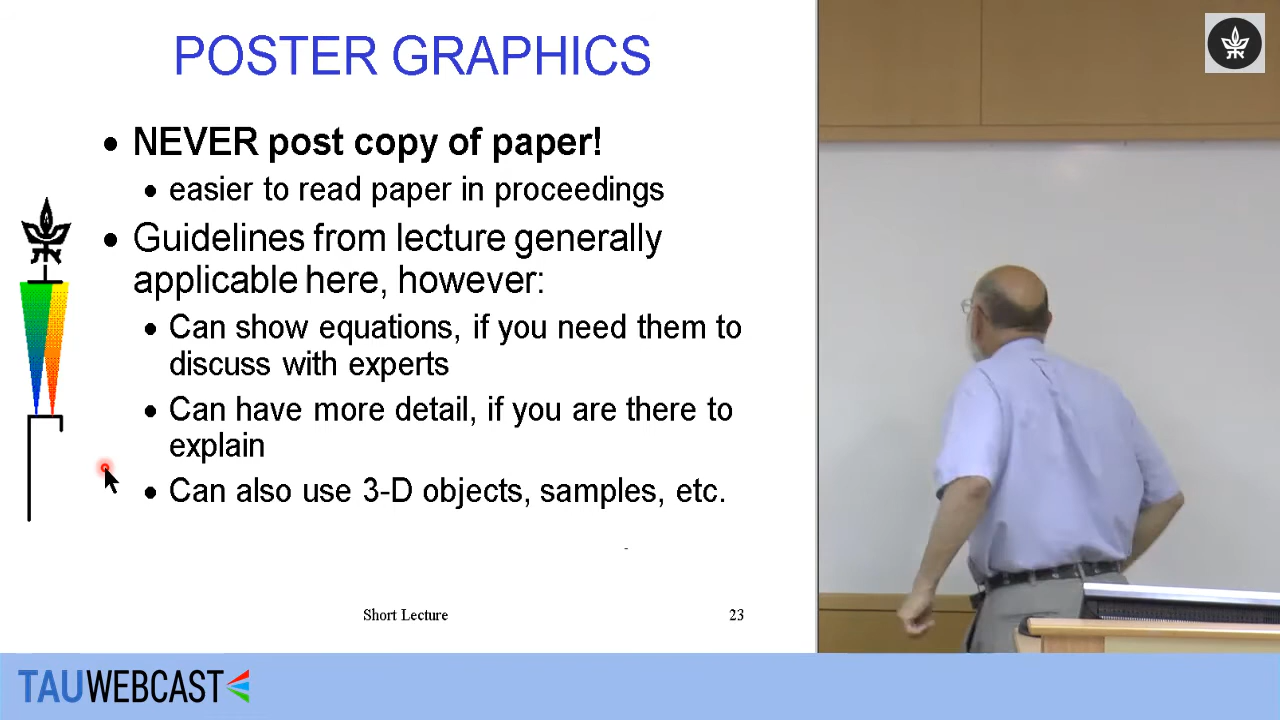 POSTER GRAPHICS
• NEVER post copy of paper!
• easier to read paper in proceedings
• Guidelines from lecture generally
applicable here, however:
• Can show equations, if you need them to
discuss with experts
• Can have more detail, if you are there to
explain
• Can also use 3-D objects, samples, etc.
Short Lecture
23
TAUWEBCAST